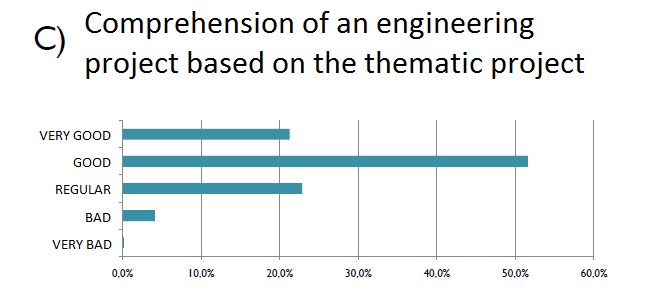 C) Comprehension of an engineering
project based on the thematic project
VERY GOOD
GOOD
REGULAR
BAD
VERY BAD
0,0% 10,0% 20,0% 30,0% 40,0% 50,0% 60,0%